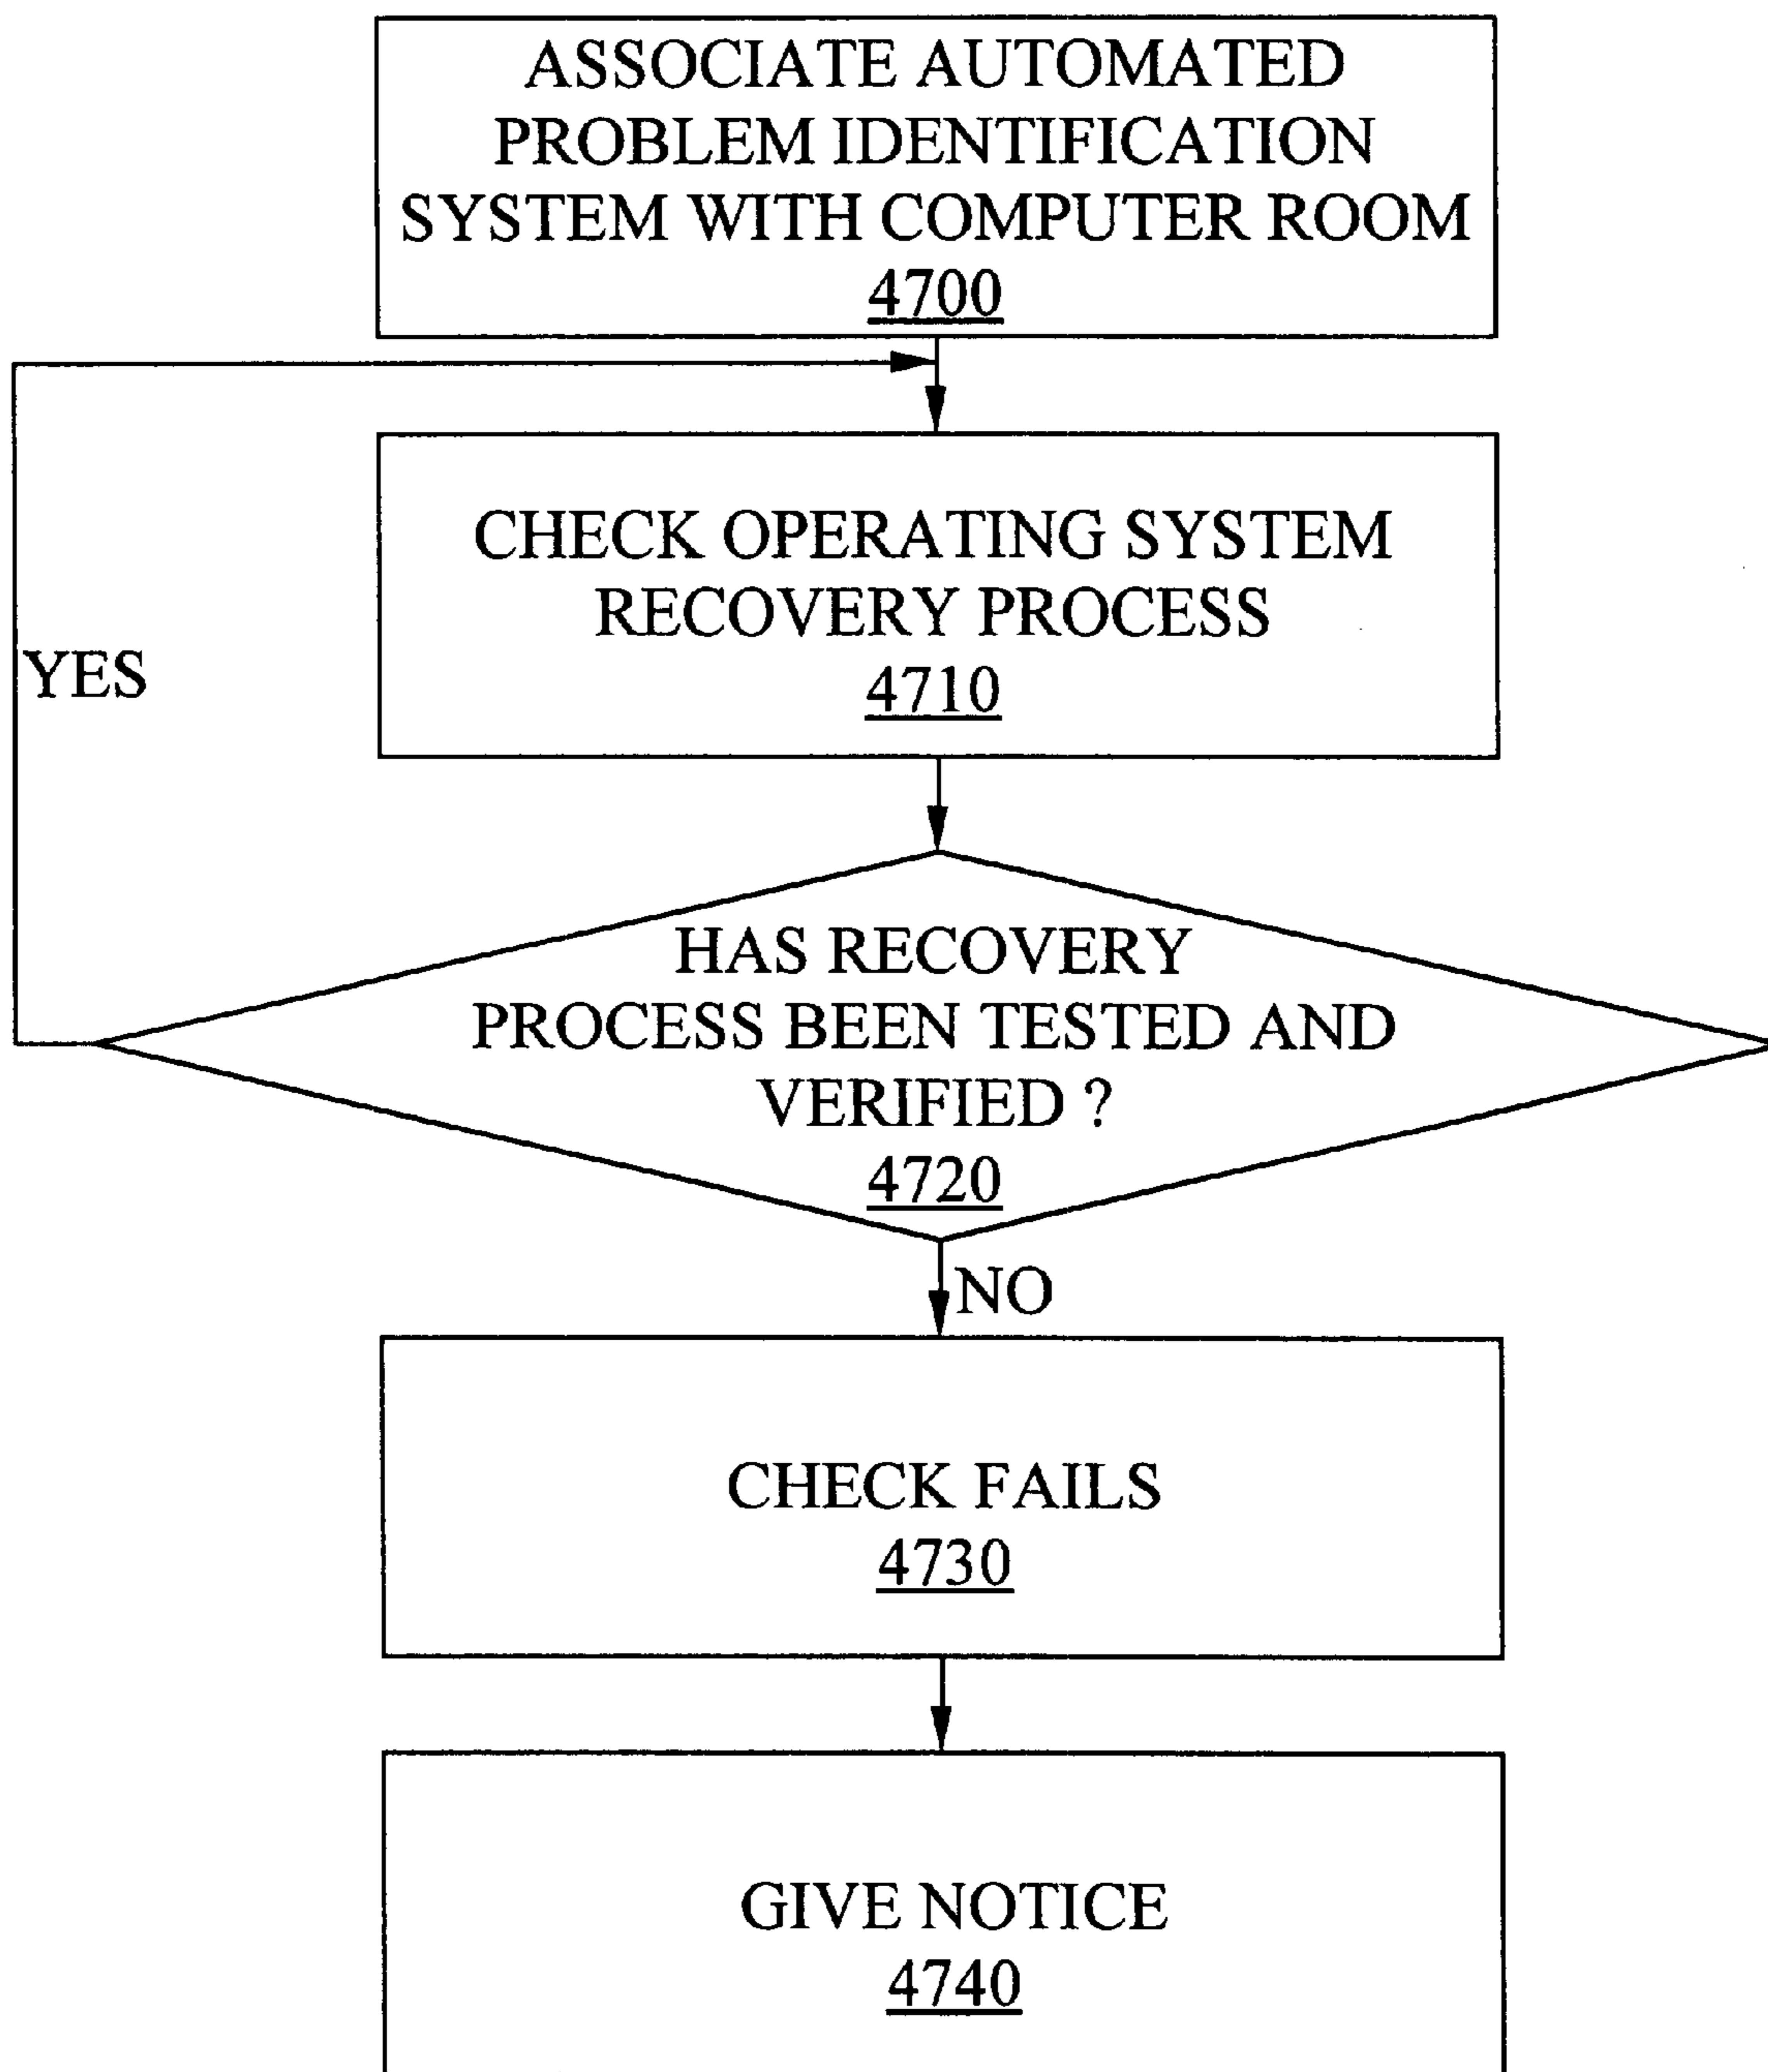 ASSOCIATE AUTOMATED
PROBLEM IDENTIFICATION
SYSTEM WITH COMPUTER ROOM
4700
CHECK OPERATING SYSTEM
RECOVERY PROCESS
4710
YES
HAS RECOVERY
PROCESS BEEN TESTED AND
VERIFIED ?
4720
NO
CHECK FAILS
4730
GIVE NOTICE
4740